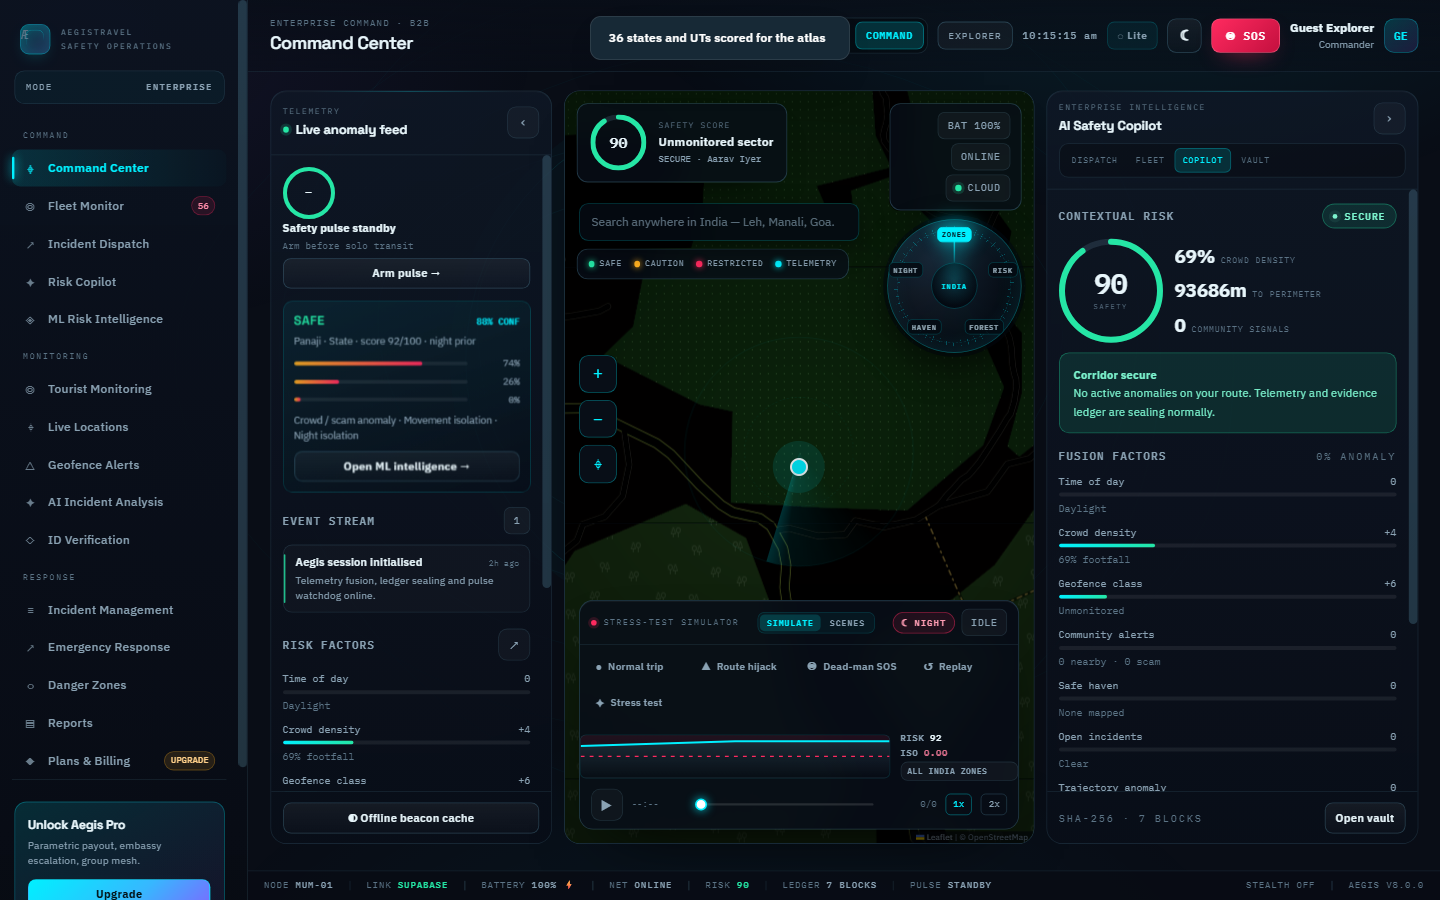 AEGISTRAVEL
SAFETY OPERATIONS
MODE ENTERPRISE
COMMAND
Command Center
Fleet Monitor 56
Incident Dispatch
Risk Copilot
ML Risk Intelligence
MONITORING
Tourist Monitoring
Live Locations
Geofence Alerts
AI Incident Analysis
ID Verification
RESPONSE
Incident Management
Emergency Response
Danger Zones
Reports
Plans & Billing UPGRADE
Unlock Aegis Pro
Parametric payout, embassy
escalation, group mesh.
Upgrade
ENTERPRISE COMMAND · B2B
Command Center
36 states and UTs scored for the atlas
COMMAND
EXPLORER
10:15:15 am
Lite
SOS
Guest Explorer
Commander
GE
TELEMETRY
Live anomaly feed
‹
–
Safety pulse standby
Arm before solo transit
Arm pulse →
SAFE 88% CONF
Panaji · State · score 92/100 · night prior
74%
26%
0%
Crowd / scam anomaly · Movement isolation ·
Night isolation
Open ML intelligence →
EVENT STREAM 1
Aegis session initialised 2h ago
Telemetry fusion, ledger sealing and pulse
watchdog online.
RISK FACTORS ↗
Time of day 0
Daylight
Crowd density +4
69% footfall
Geofence class +6
Offline beacon cache
90
SAFETY SCORE
Unmonitored sector
SECURE · Aarav Iyer
BAT 100%
ONLINE
CLOUD
Search anywhere in India — Leh, Manali, Goa.
SAFE CAUTION RESTRICTED TELEMETRY
ZONES
NIGHT
RISK
INDIA
HAVEN
FOREST
+
−
STRESS-TEST SIMULATOR SIMULATE SCENES NIGHT IDLE
Normal trip Route hijack Dead-man SOS Replay
Stress test
RISK 92
ISO 0.00
ALL INDIA ZONES
--:-- 0/0 1x 2x
Leaflet | © OpenStreetMap
ENTERPRISE INTELLIGENCE
AI Safety Copilot
›
DISPATCH FLEET COPILOT VAULT
CONTEXTUAL RISK SECURE
90
SAFETY
69% CROWD DENSITY
93686m TO PERIMETER
0 COMMUNITY SIGNALS
Corridor secure
No active anomalies on your route. Telemetry and evidence
ledger are sealing normally.
FUSION FACTORS 0% ANOMALY
Time of day 0
Daylight
Crowd density +4
69% footfall
Geofence class +6
Unmonitored
Community alerts 0
0 nearby · 0 scam
Safe haven 0
None mapped
Open incidents 0
Clear
Trajectory anomaly 0
SHA-256 · 7 BLOCKS Open vault
NODE MUM-01 | LINK SUPABASE | BATTERY 100% | NET ONLINE | RISK 90 LEDGER 7 BLOCKS | PULSE STANDBY
STEALTH OFF | AEGIS V8.0.0